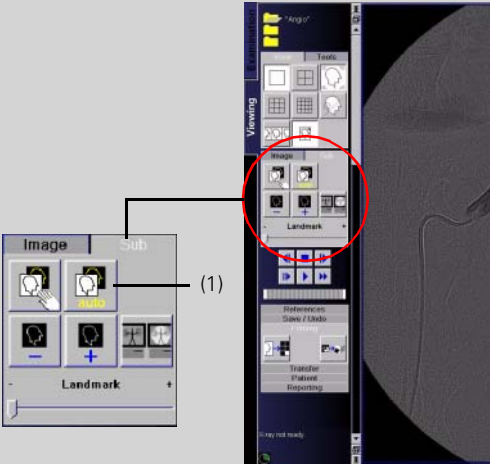 Examination
Viewing
"Angio"
View Tools
Image Sub
auto
- +
- Landmark +
References
Save / Undo
Filming
Transfer
Patient
Reporting
X-ray not ready.
Image Sub
auto
(1)
- +
- Landmark +